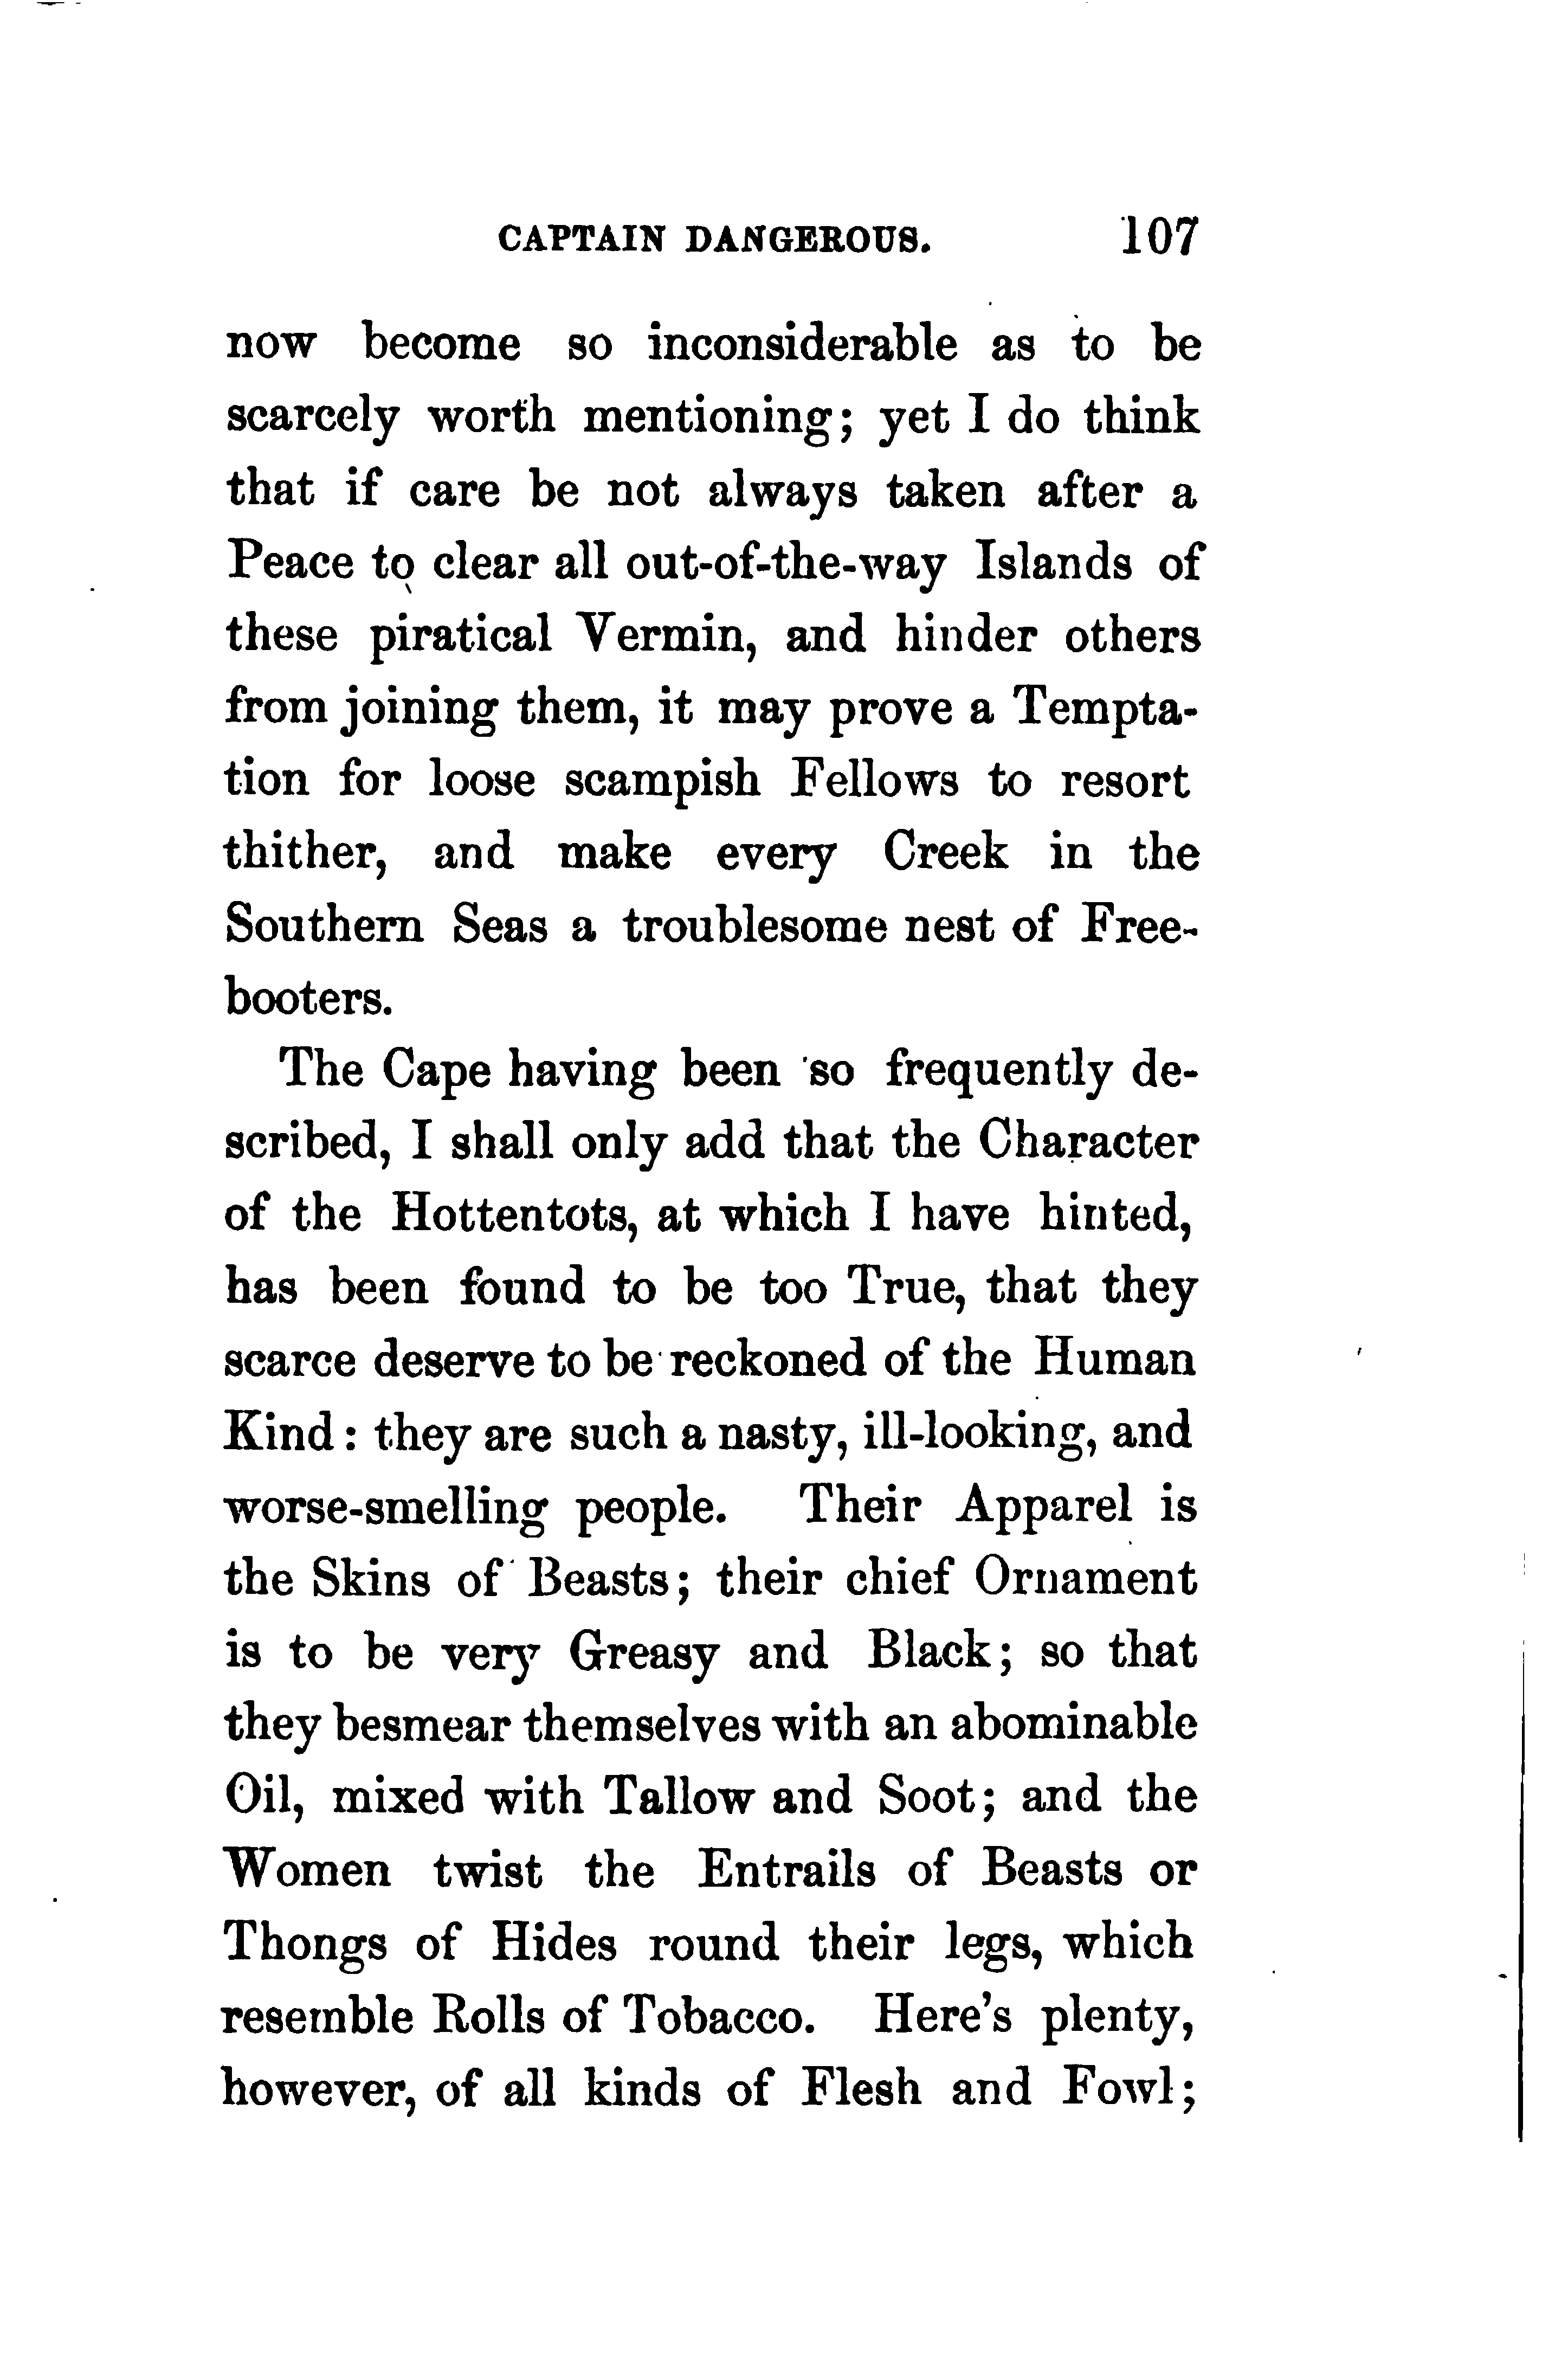 CAPTAIN DANGEROUS. 107
now become so inconsiderable as to be
scarcely worth mentioning; yet I do think
that if care be not always taken after a
Peace to clear all out-of-the-way Islands of
these piratical Vermin, and hinder others
from joining them, it may prove a Tempta-
tion for loose scampish Fellows to resort
thither, and make every Creek in the
Southern Seas a troublesome nest of Free-
booters.
The Cape having been so frequently de-
scribed, I shall only add that the Character
of the Hottentots, at which I have hinted,
has been found to be too True, that they
scarce deserve to be reckoned of the Human
Kind: they are such a nasty, ill-looking, and
worse-smelling people. Their Apparel is
the Skins of Beasts; their chief Ornament
is to be very Greasy and Black; so that
they besmear themselves with an abominable
Oil, mixed with Tallow and Soot; and the
Women twist the Entrails of Beasts or
Thongs of Hides round their legs, which
resemble Rolls of Tobacco. Here's plenty,
however, of all kinds of Flesh and Fowl;